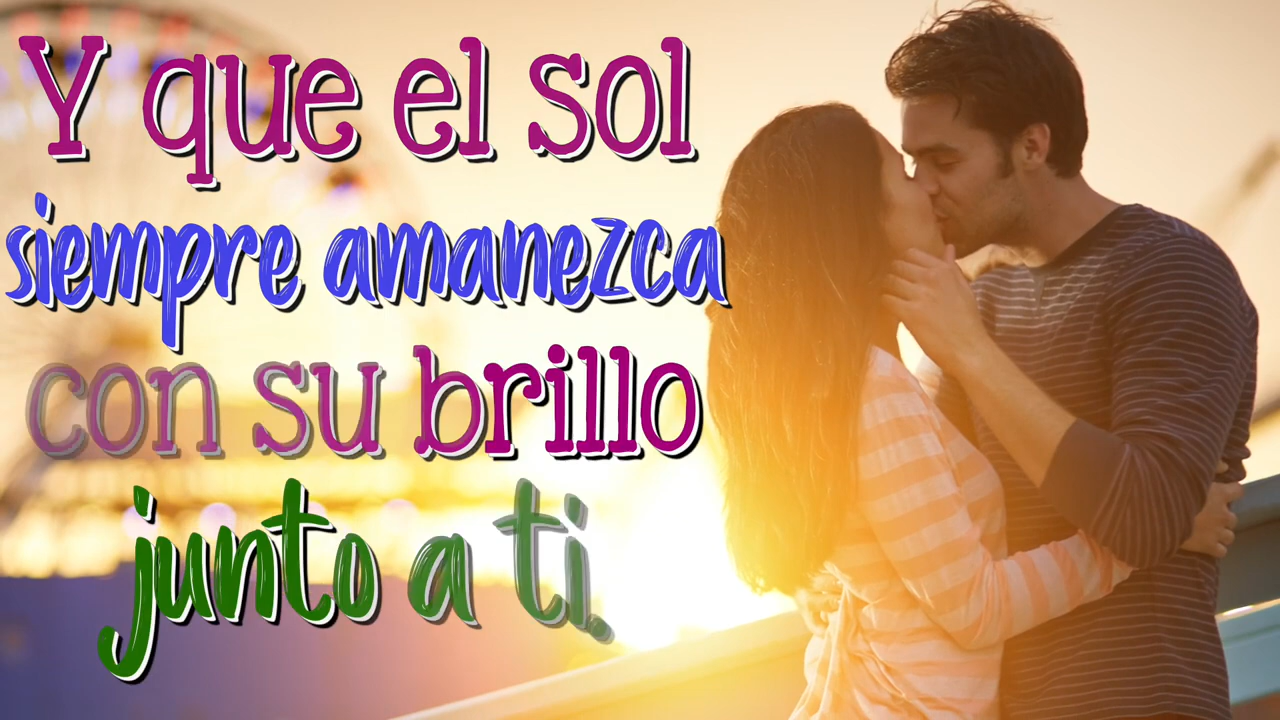 Y que el sol
siempre amanezca
con su brillo
junto a ti.